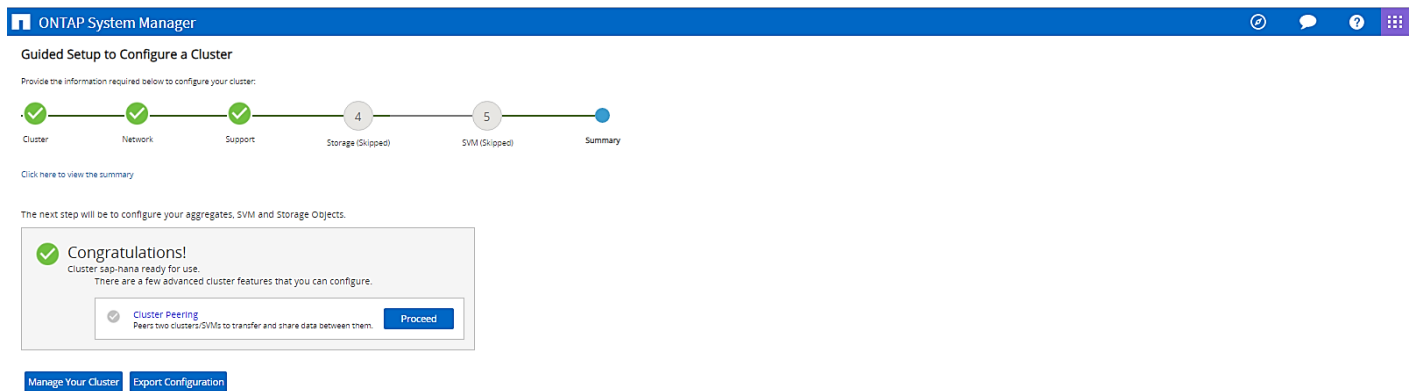 ONTAP System Manager
Guided Setup to Configure a Cluster
Provide the information required below to configure your cluster:
4
5
Cluster
Network
Support
Storage (Skipped)
SVM (Skipped)
Summary
Click here to view the summary
The next step will be to configure your aggregates, SVM and Storage Objects.
Congratulations!
Cluster sap-hana ready for use.
There are a few advanced cluster features that you can configure.
Cluster Peering
Peers two clusters/SVMs to transfer and share data between them.
Proceed
Manage Your Cluster
Export Configuration